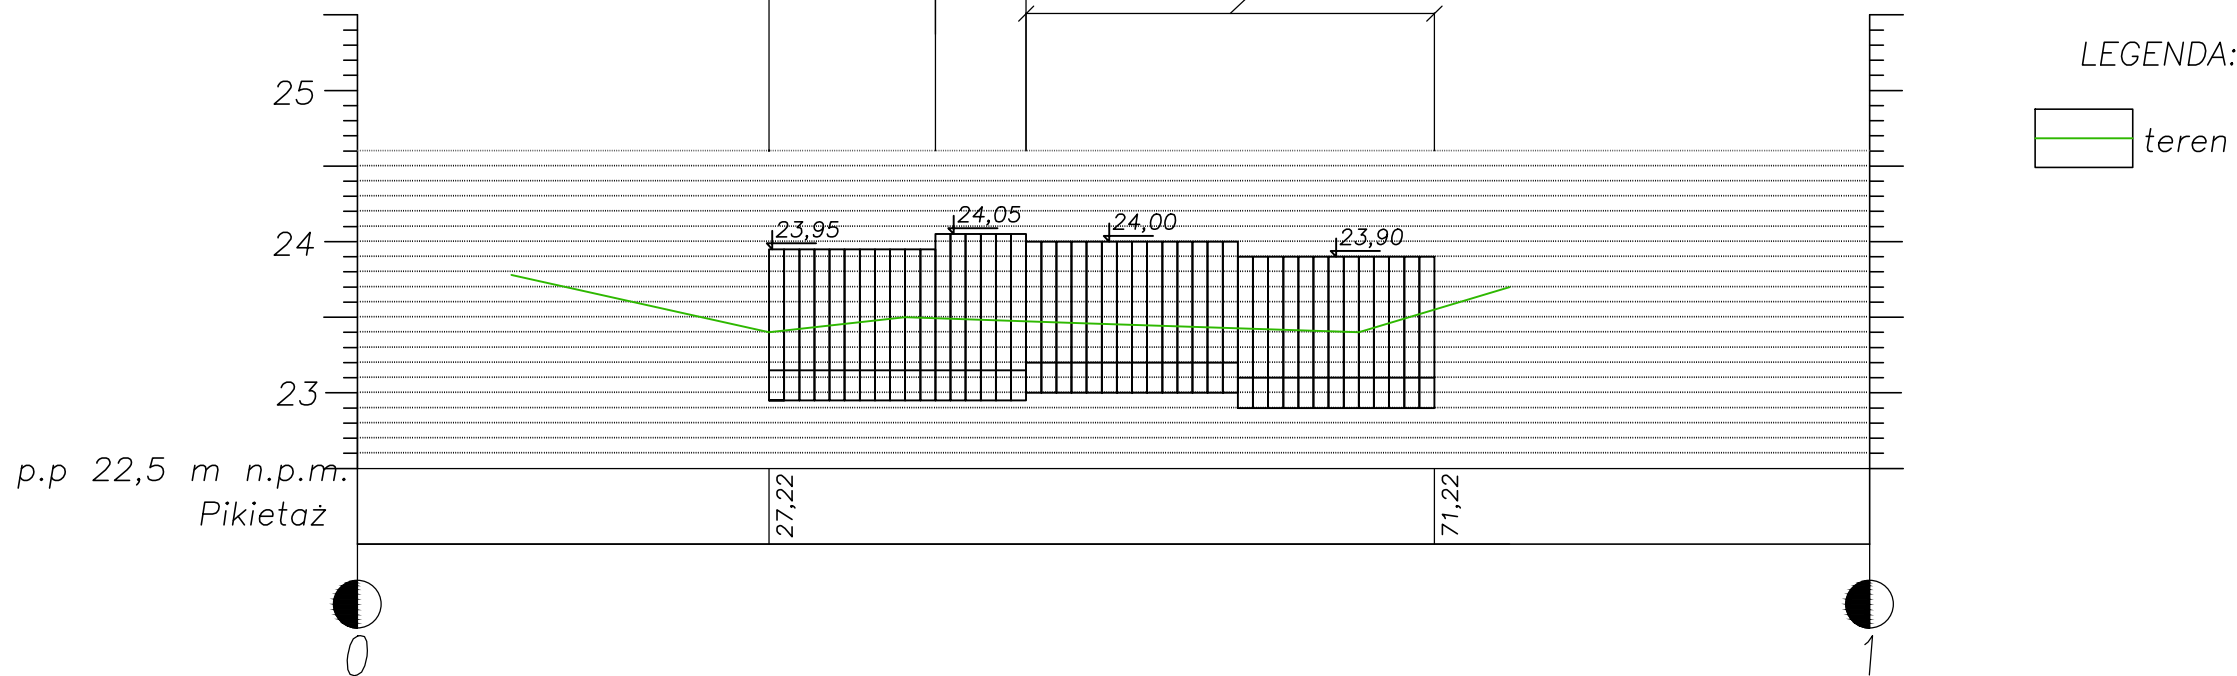 LEGENDA:
25
teren
24,05
24,00
23,95
23,90
24
23
p.p 22,5 m n.p.m.
Pikietaż
27,22
71,22
0
1